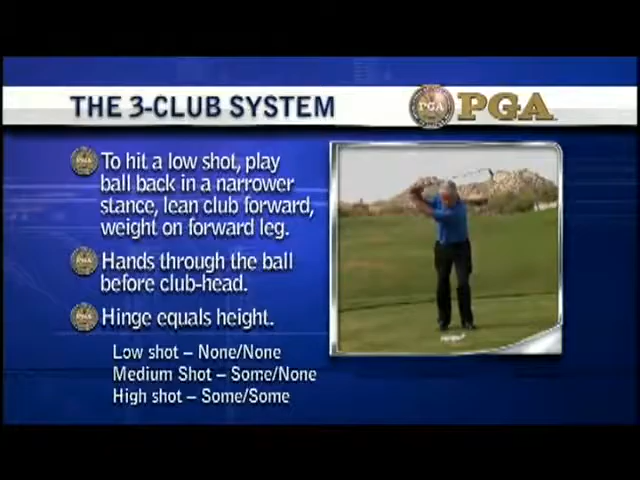 THE 3-CLUB SYSTEM
PGA PGA
To hit a low shot, play
ball back in a narrower
stance, lean club forward,
weight on forward leg.
Hands through the ball
before club-head.
Hinge equals height.
Low shot – None/None
Medium Shot – Some/None
High shot – Some/Some